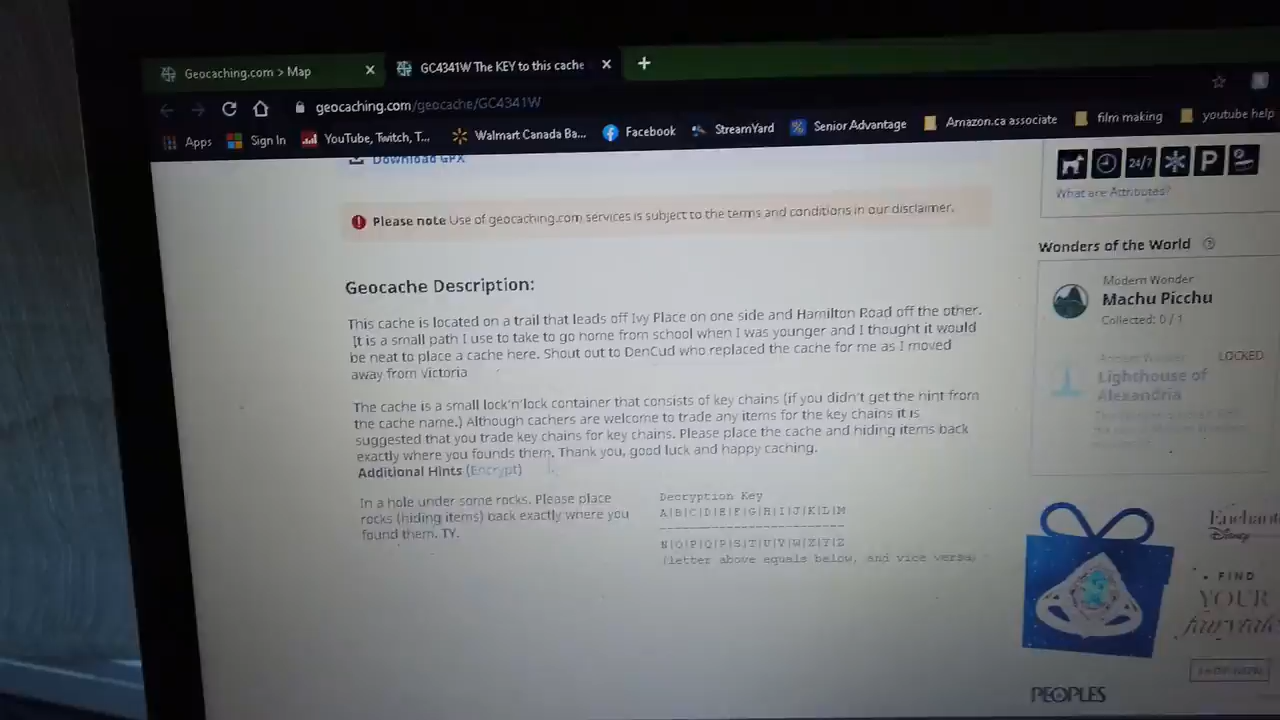 Geocaching.com > Map
GC4341W The KEY to this cache
geocaching.com/geocache/GC4341W
Apps Sign In YouTube, Twitch, T... Walmart Canada Ba... Facebook StreamYard Senior Advantage Amazon.ca associate film making youtube help
Download GPX
24/7 P
What are Attributes?
Please note Use of geocaching.com services is subject to the terms and conditions in our disclaimer.
Wonders of the World
Geocache Description:
Modern Wonder
Machu Picchu
Collected: 0 / 1
This cache is located on a trail that leads off Ivy Place on one side and Hamilton Road off the other.
It is a small path I use to take to go home from school when I was younger and I thought it would
be neat to place a cache here. Shout out to DenCud who replaced the cache for me as I moved
away from Victoria
Ancient Wonder LOCKED
Lighthouse of
Alexandria
The cache is a small lock'n'lock container that consists of key chains (if you didn't get the hint from
the cache name.) Although cachers are welcome to trade any items for the key chains it is
suggested that you trade key chains for key chains. Please place the cache and hiding items back
exactly where you founds them. Thank you, good luck and happy caching.
Additional Hints (Encrypt)
In a hole under some rocks. Please place
rocks (hiding items) back exactly where you
found them. TY.
Decryption Key
A|B|C|D|E|F|G|H|I|J|K|L|M
-------------------------
N|O|P|Q|R|S|T|U|V|W|X|Y|Z
(letter above equals below, and vice versa)
Disney
• FIND
YOUR
fairytale
PEOPLES